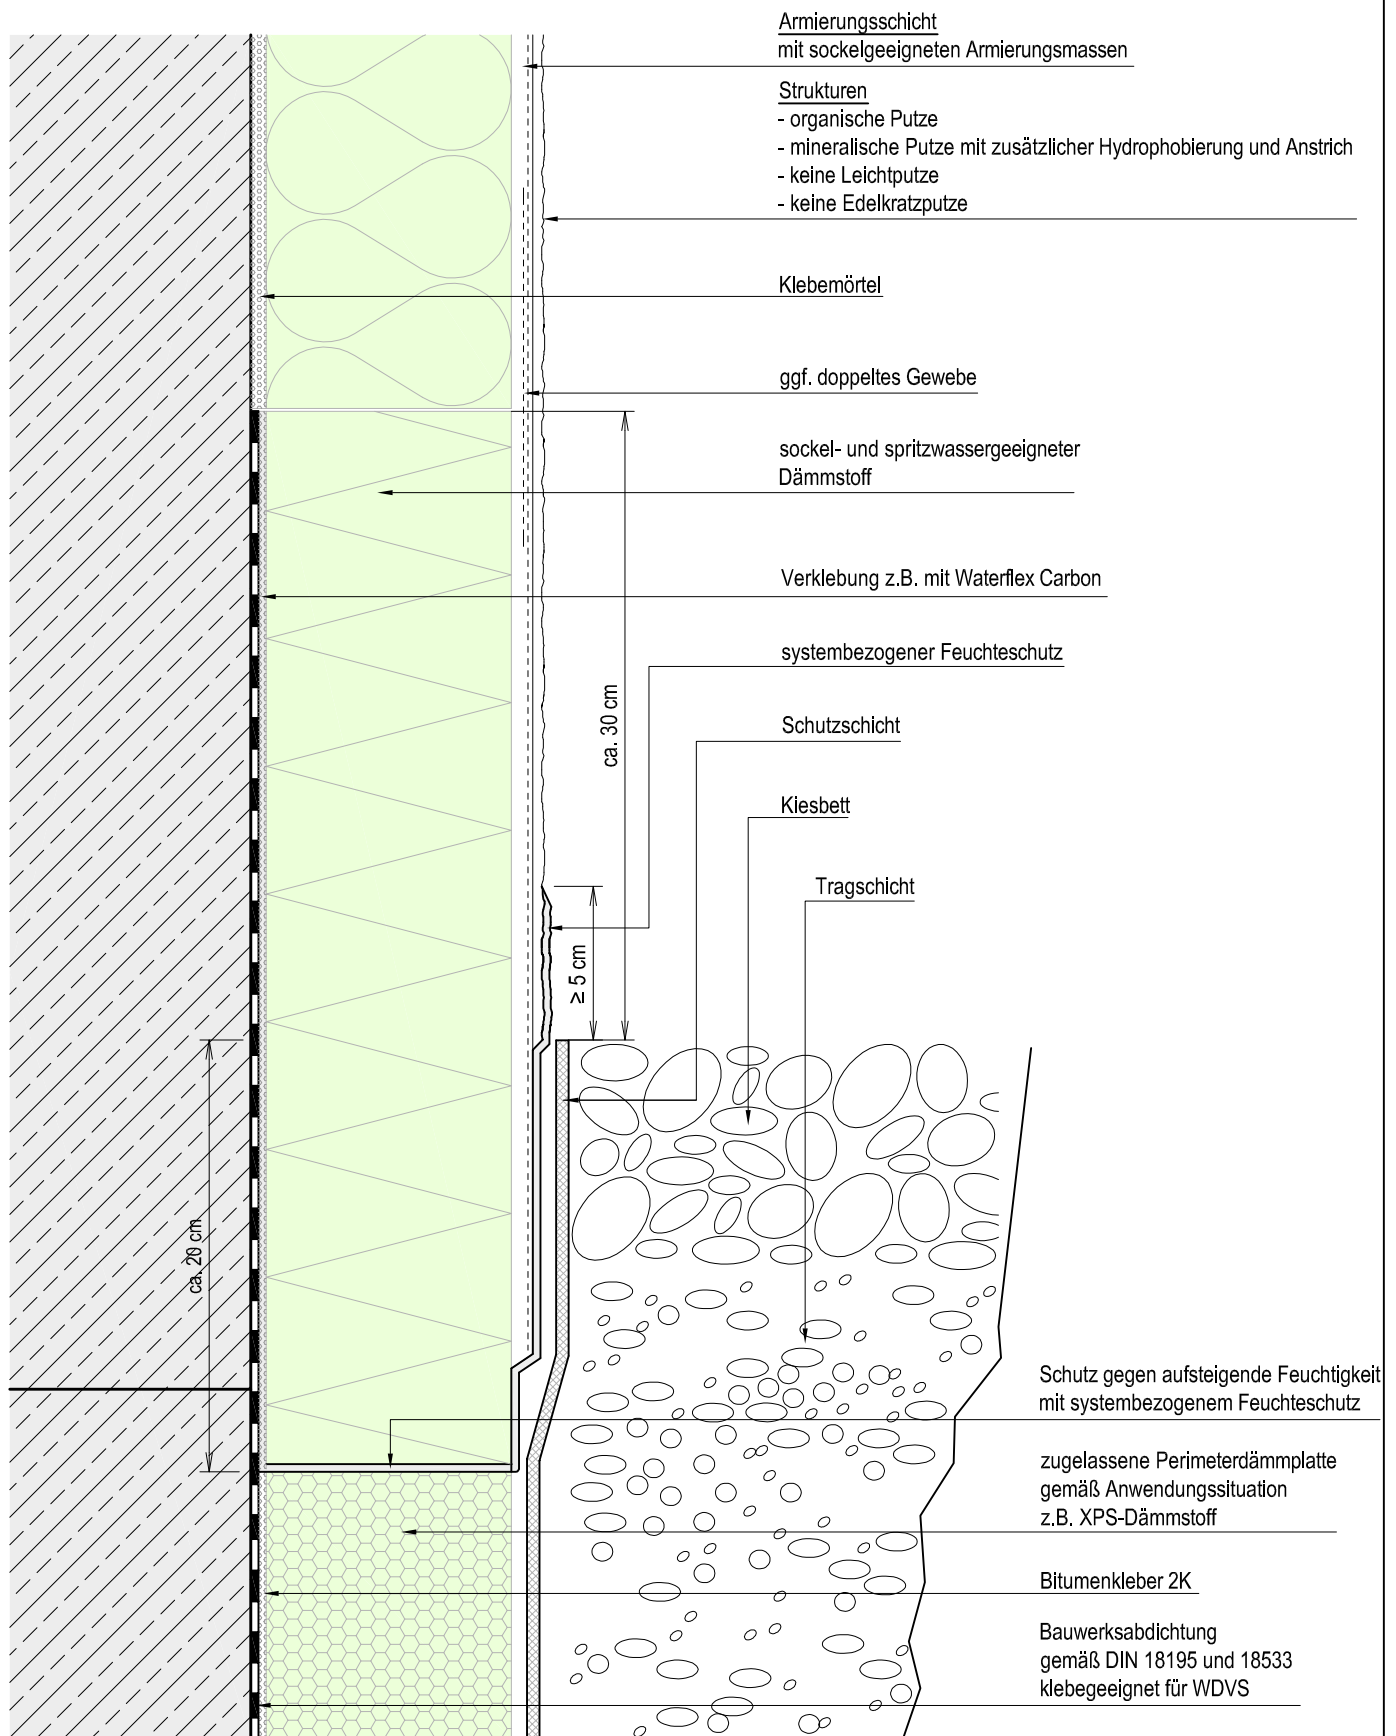 Armierungsschicht
mit sockelgeeigneten Armierungsmassen
Strukturen
- organische Putze
- mineralische Putze mit zusätzlicher Hydrophobierung und Anstrich
- keine Leichtputze
- keine Edelkratzputze
Klebemörtel
ggf. doppeltes Gewebe
sockel- und spritzwassergeeigneter
Dämmstoff
Verklebung z.B. mit Waterflex Carbon
systembezogener Feuchteschutz
ca. 30 cm
Schutzschicht
Kiesbett
Tragschicht
≥ 5 cm
ca. 20 cm
Schutz gegen aufsteigende Feuchtigkeit
mit systembezogenem Feuchteschutz
zugelassene Perimeterdämmplatte
gemäß Anwendungssituation
z.B. XPS-Dämmstoff
Bitumenkleber 2K
Bauwerksabdichtung
gemäß DIN 18195 und 18533
klebegeeignet für WDVS